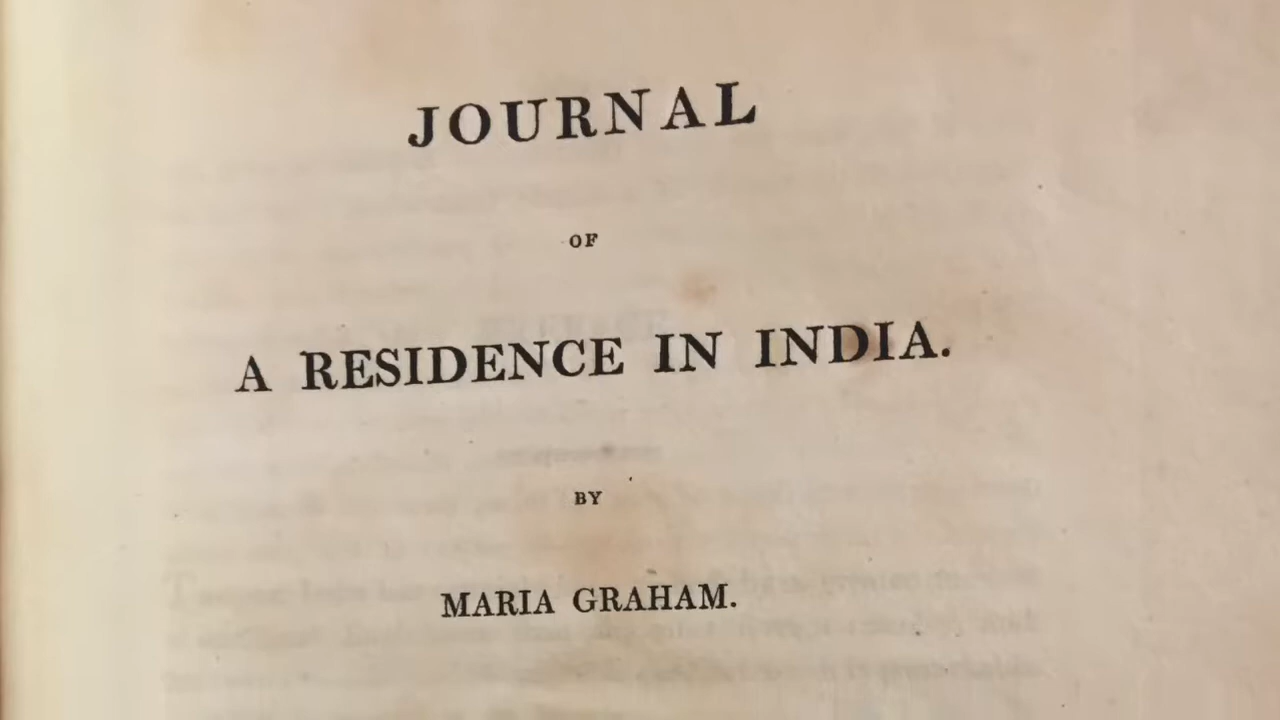 JOURNAL
OF
A RESIDENCE IN INDIA.
BY
MARIA GRAHAM.